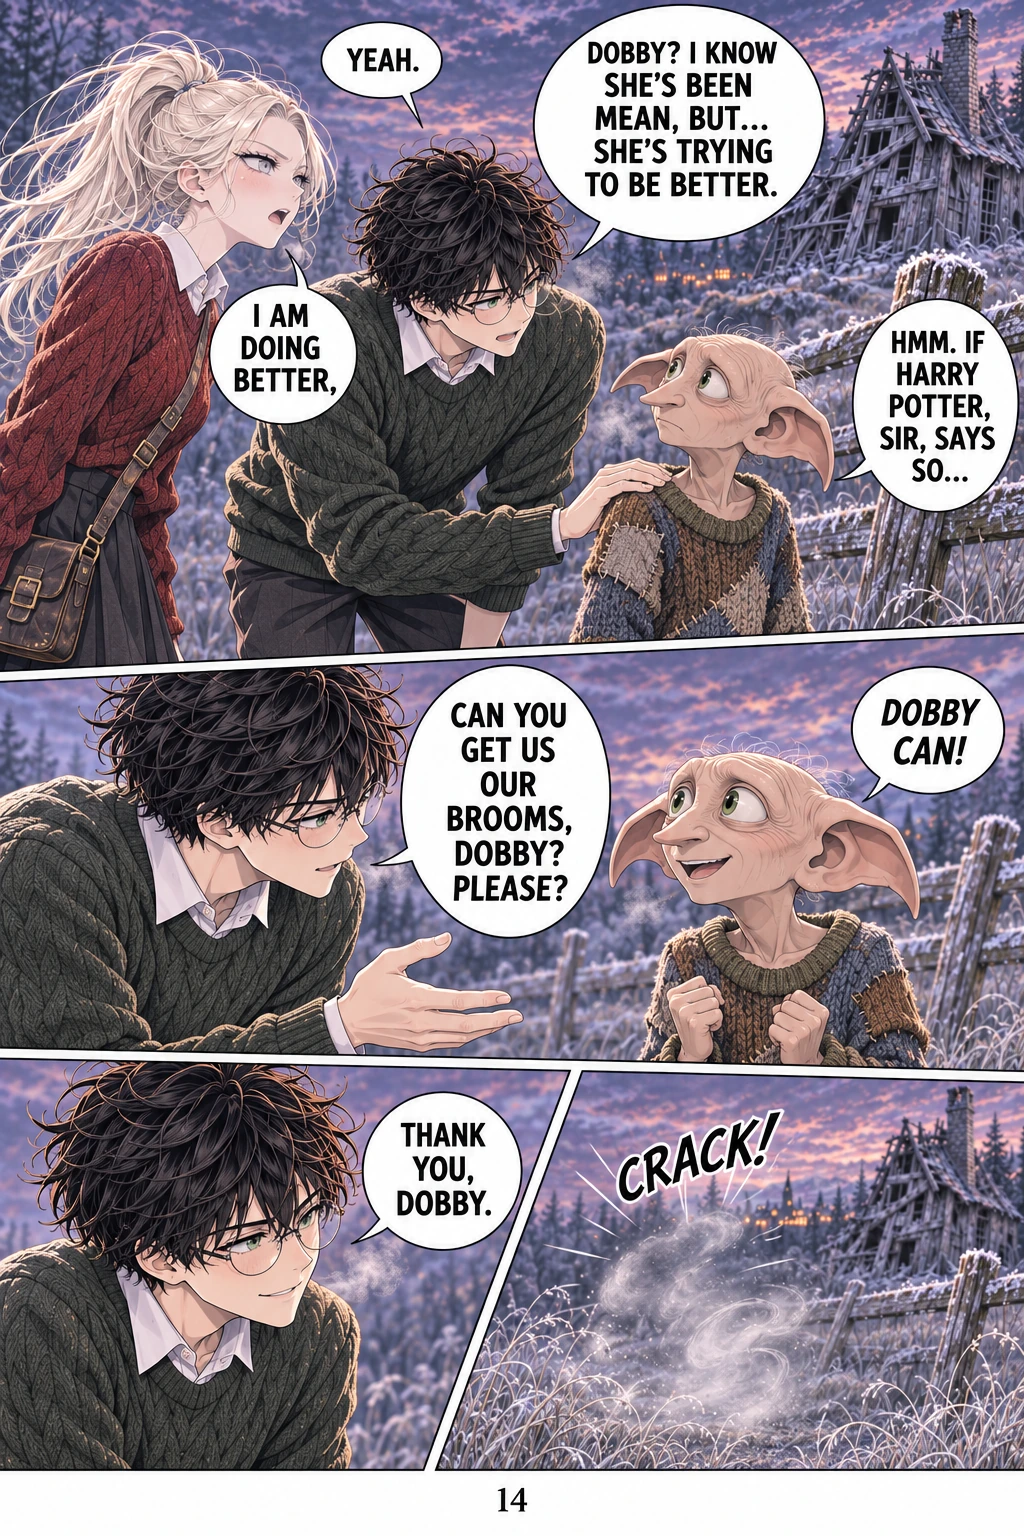 YEAH.
DOBBY? I KNOW
SHE'S BEEN
MEAN, BUT...
SHE'S TRYING
TO BE BETTER.
I AM
DOING
BETTER,
HMM. IF
HARRY
POTTER,
SIR, SAYS
SO...
CAN YOU
GET US
OUR
BROOMS,
DOBBY?
PLEASE?
DOBBY
CAN!
THANK
YOU,
DOBBY.
CRACK!
14